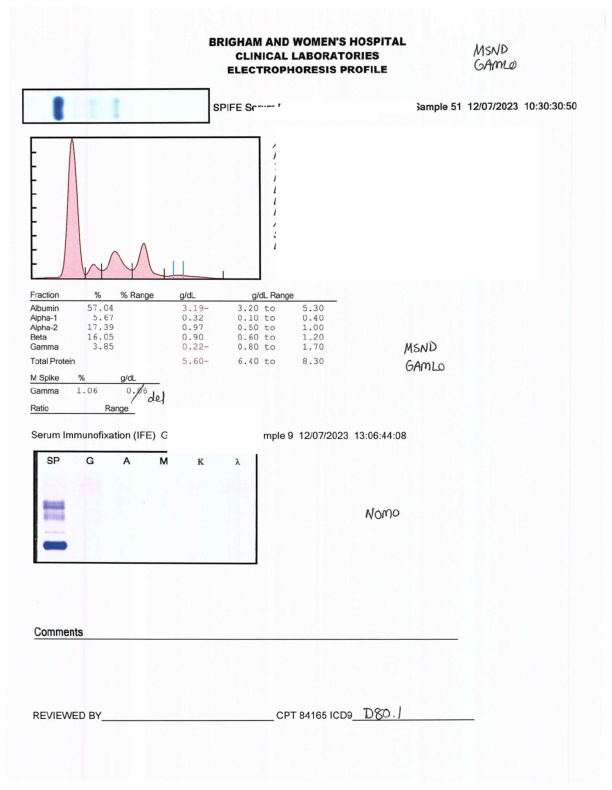 BRIGHAM AND WOMEN'S HOSPITAL
CLINICAL LABORATORIES
ELECTROPHORESIS PROFILE
MSND
GAMLO
SPIFE Sample 51 12/07/2023 10:30:30:50
Fraction % % Range g/dL g/dL Range
Albumin 57.04 3.19- 3.20 to 5.30
Alpha-1 5.67 0.32 0.10 to 0.40
Alpha-2 17.39 0.97 0.50 to 1.00
Beta 16.05 0.90 0.60 to 1.20
Gamma 3.85 0.22- 0.80 to 1.70
Total Protein 5.60- 6.40 to 8.30
MSND
GAMLO
M Spike % g/dL
Gamma 1.06 0.06 del
Ratio Range
Serum Immunofixation (IFE) G mple 9 12/07/2023 13:06:44:08
SP G A M K λ
NOMO
Comments
REVIEWED BY CPT 84165 ICD9 D80.1